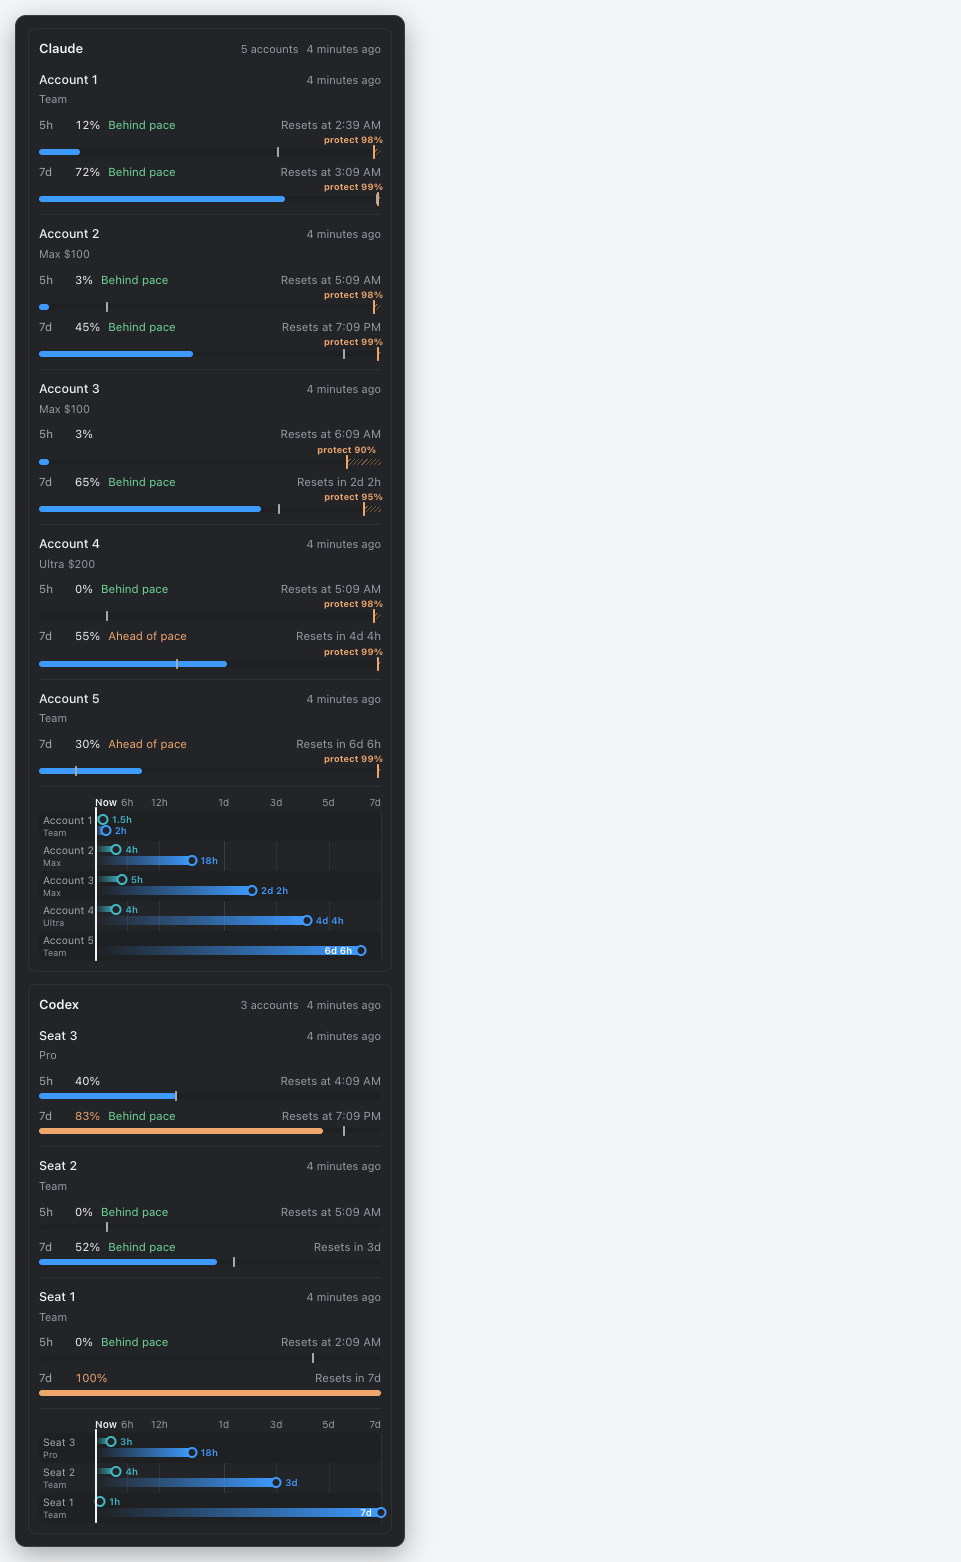 Claude 5 accounts 4 minutes ago
Account 1 4 minutes ago
Team
5h 12% Behind pace Resets at 2:39 AM
protect 98%
7d 72% Behind pace Resets at 3:09 AM
protect 99%
Account 2 4 minutes ago
Max $100
5h 3% Behind pace Resets at 5:09 AM
protect 98%
7d 45% Behind pace Resets at 7:09 PM
protect 99%
Account 3 4 minutes ago
Max $100
5h 3% Resets at 6:09 AM
protect 90%
7d 65% Behind pace Resets in 2d 2h
protect 95%
Account 4 4 minutes ago
Ultra $200
5h 0% Behind pace Resets at 5:09 AM
protect 98%
7d 55% Ahead of pace Resets in 4d 4h
protect 99%
Account 5 4 minutes ago
Team
7d 30% Ahead of pace Resets in 6d 6h
protect 99%
Now 6h 12h 1d 3d 5d 7d
Account 1 1.5h
Team 2h
Account 2 4h
Max 18h
Account 3 5h
Max 2d 2h
Account 4 4h
Ultra 4d 4h
Account 5
Team 6d 6h
Codex 3 accounts 4 minutes ago
Seat 3 4 minutes ago
Pro
5h 40% Resets at 4:09 AM
7d 83% Behind pace Resets at 7:09 PM
Seat 2 4 minutes ago
Team
5h 0% Behind pace Resets at 5:09 AM
7d 52% Behind pace Resets in 3d
Seat 1 4 minutes ago
Team
5h 0% Behind pace Resets at 2:09 AM
7d 100% Resets in 7d
Now 6h 12h 1d 3d 5d 7d
Seat 3 3h
Pro 18h
Seat 2 4h
Team 3d
Seat 1 1h
Team 7d